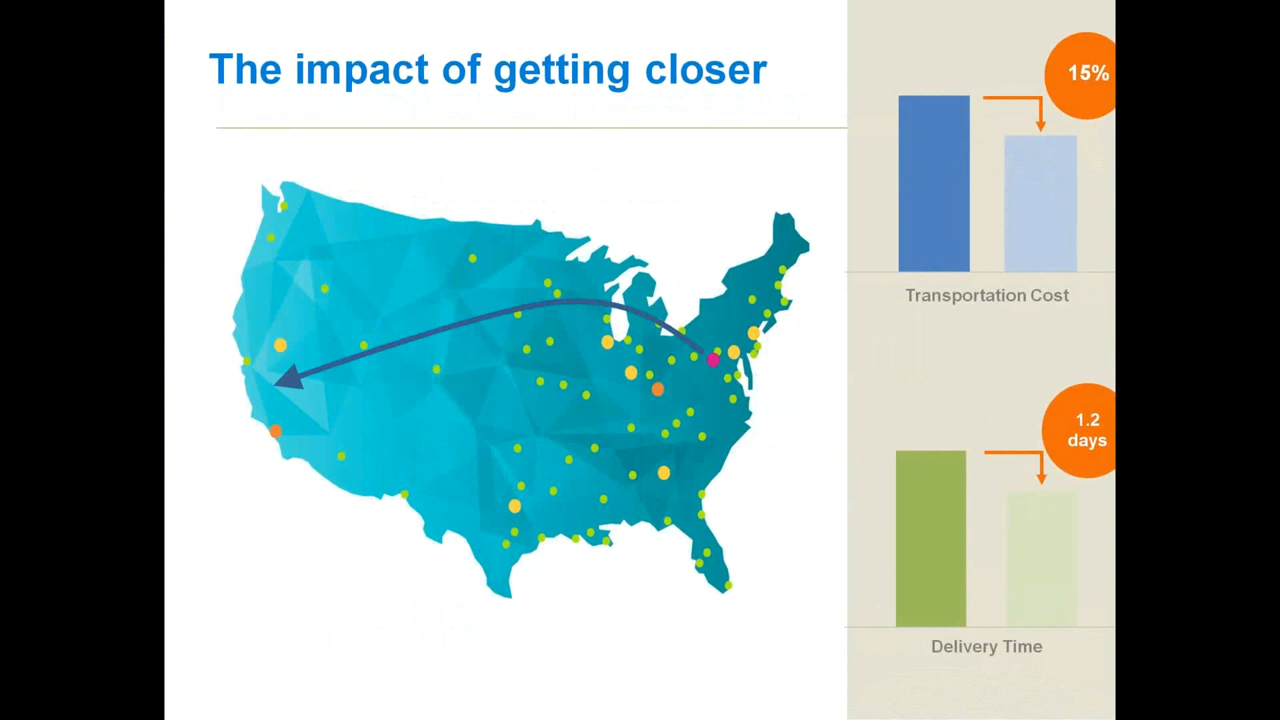 The impact of getting closer
15%
Transportation Cost
1.2
days
Delivery Time